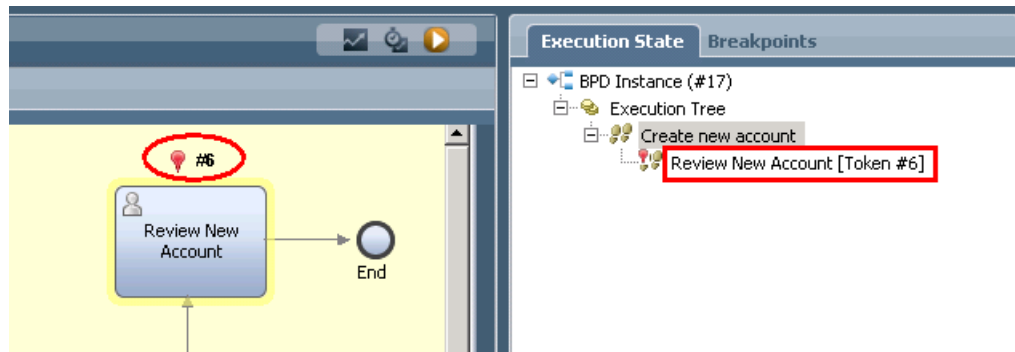 #6
Review New
Account
End
Execution State
Breakpoints
BPD Instance (#17)
Execution Tree
Create new account
Review New Account [Token #6]